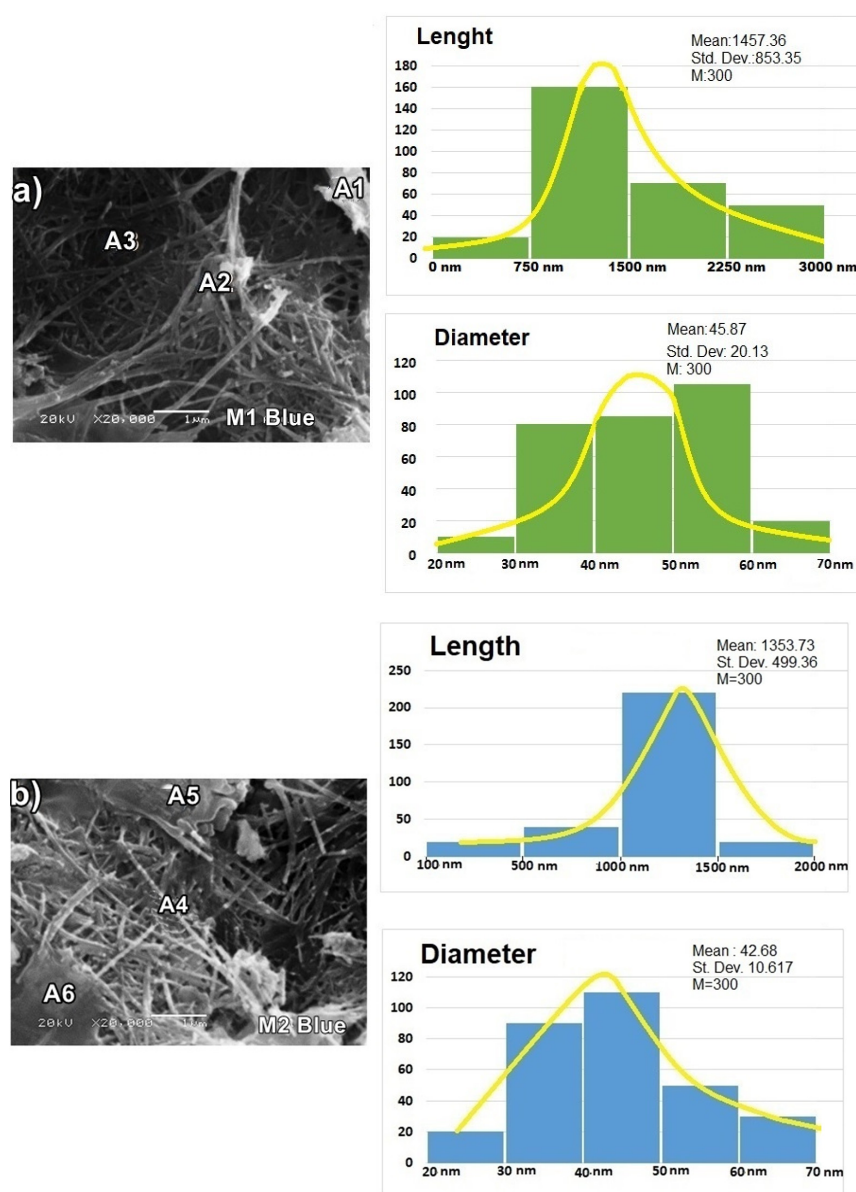 a)
A1
A3
A2
20kV X20,000 1µm
M1 Blue
Lenght
Mean:1457.36
Std. Dev.:853.35
M:300
180
160
140
120
100
80
60
40
20
0
0 nm 750 nm 1500 nm 2250 nm 3000 nm
Diameter
Mean:45.87
Std. Dev: 20.13
M: 300
120
100
80
60
40
20
0
20 nm 30 nm 40 nm 50 nm 60 nm 70 nm
b)
A5
A4
A6
20kV X20,000 1µm
M2 Blue
Length
Mean: 1353.73
St. Dev. 499.36
M=300
250
200
150
100
50
0
100 nm 500 nm 1000 nm 1500 nm 2000 nm
Diameter
Mean : 42.68
St. Dev. 10.617
M=300
120
100
80
60
40
20
0
20 nm 30 nm 40 nm 50 nm 60 nm 70 nm